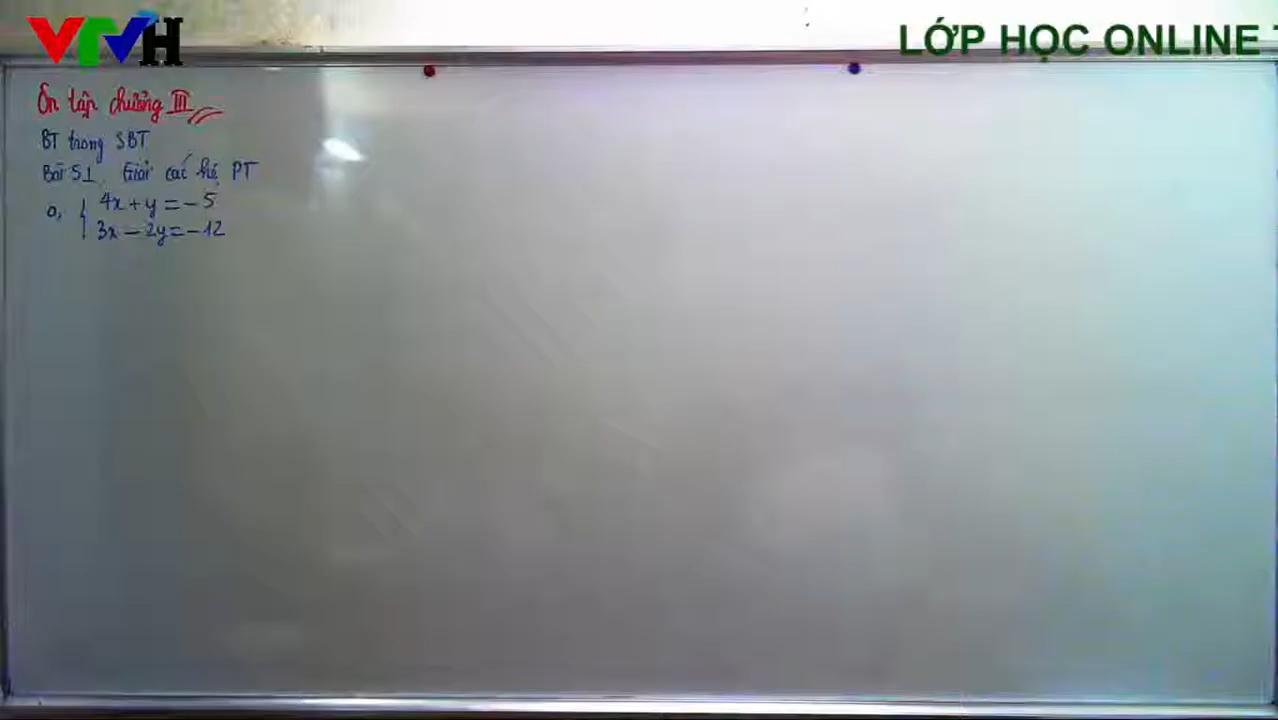 VTVH
LỚP HỌC ONLINE
Ôn tập chương III
BT trong SBT
Bài 51. Giải các hệ PT
a, { 4x + y = - 5
3x - 2y = - 12